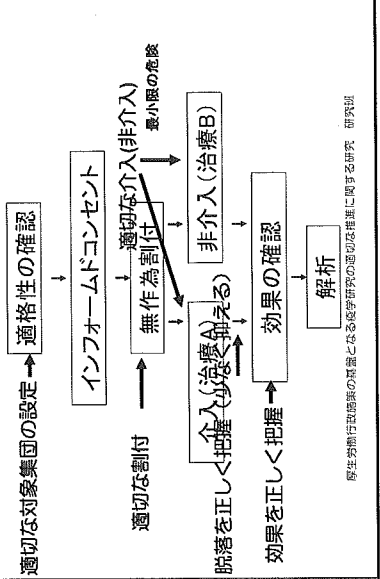 適切な対象集団の設定
適格性の確認
インフォームドコンセント
適切な割付
無作為割付
適切な介入(非介入)
最小限の危険
介入(治療A)
非介入(治療B)
脱落を正しく把握(少なく抑える)
効果を正しく把握
効果の確認
解析
厚生労働行政施策の基盤となる疫学研究の適切な推進に関する研究 研究班